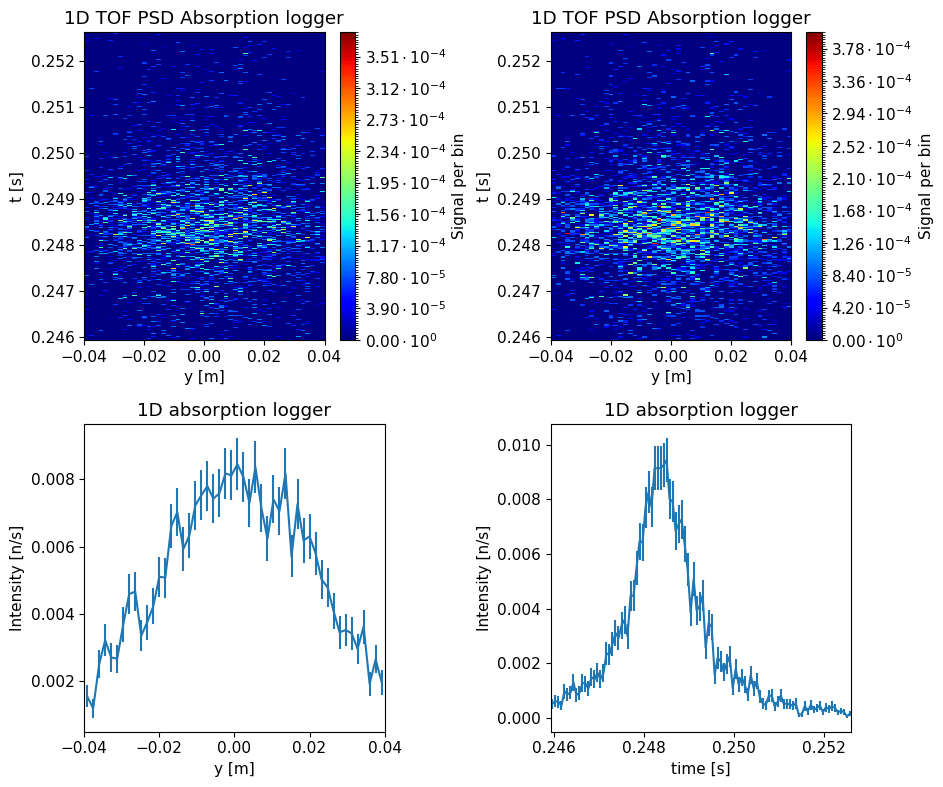 1D TOF PSD Absorption logger
0.252
0.251
0.250
0.249
0.248
0.247
0.246
t [s]
−0.04 −0.02 0.00 0.02 0.04
y [m]
3.51 · 10⁻⁴
3.12 · 10⁻⁴
2.73 · 10⁻⁴
2.34 · 10⁻⁴
1.95 · 10⁻⁴
1.56 · 10⁻⁴
1.17 · 10⁻⁴
7.80 · 10⁻⁵
3.90 · 10⁻⁵
0.00 · 10⁰
Signal per bin
1D TOF PSD Absorption logger
0.252
0.251
0.250
0.249
0.248
0.247
0.246
t [s]
−0.04 −0.02 0.00 0.02 0.04
y [m]
3.78 · 10⁻⁴
3.36 · 10⁻⁴
2.94 · 10⁻⁴
2.52 · 10⁻⁴
2.10 · 10⁻⁴
1.68 · 10⁻⁴
1.26 · 10⁻⁴
8.40 · 10⁻⁵
4.20 · 10⁻⁵
0.00 · 10⁰
Signal per bin
1D absorption logger
0.008
0.006
0.004
0.002
Intensity [n/s]
−0.04 −0.02 0.00 0.02 0.04
y [m]
1D absorption logger
0.010
0.008
0.006
0.004
0.002
0.000
Intensity [n/s]
0.246 0.248 0.250 0.252
time [s]